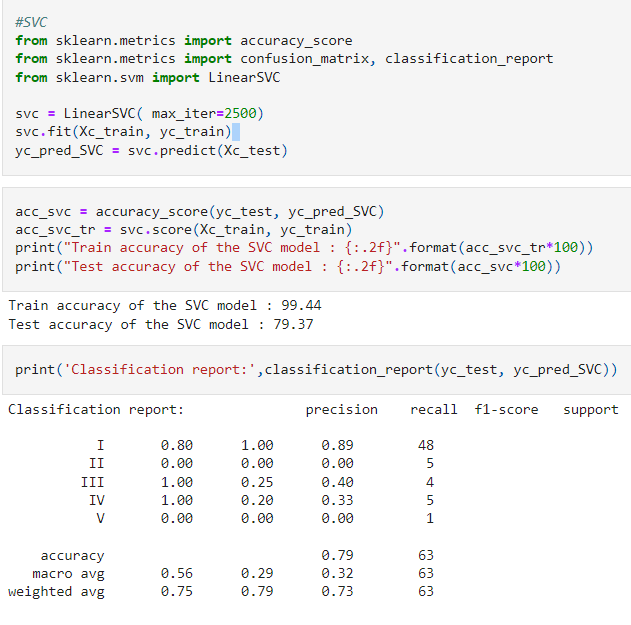 #SVC
from sklearn.metrics import accuracy_score
from sklearn.metrics import confusion_matrix, classification_report
from sklearn.svm import LinearSVC
svc = LinearSVC( max_iter=2500)
svc.fit(Xc_train, yc_train)
yc_pred_SVC = svc.predict(Xc_test)
acc_svc = accuracy_score(yc_test, yc_pred_SVC)
acc_svc_tr = svc.score(Xc_train, yc_train)
print("Train accuracy of the SVC model : {:.2f}".format(acc_svc_tr*100))
print("Test accuracy of the SVC model : {:.2f}".format(acc_svc*100))
Train accuracy of the SVC model : 99.44
Test accuracy of the SVC model : 79.37
print('Classification report:',classification_report(yc_test, yc_pred_SVC))
Classification report: precision recall f1-score support
I 0.80 1.00 0.89 48
II 0.00 0.00 0.00 5
III 1.00 0.25 0.40 4
IV 1.00 0.20 0.33 5
V 0.00 0.00 0.00 1
accuracy 0.79 63
macro avg 0.56 0.29 0.32 63
weighted avg 0.75 0.79 0.73 63